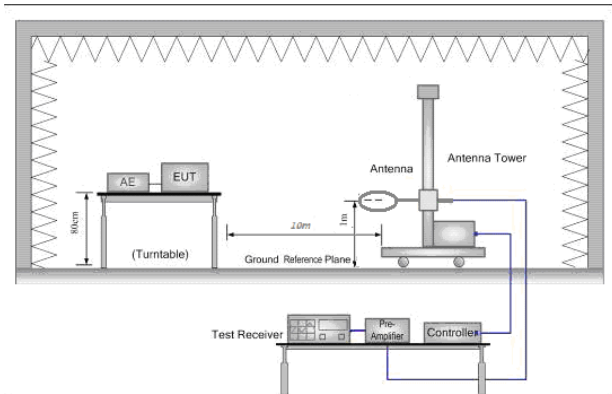 Antenna Tower
Antenna
EUT
AE
80cm
10m
1m
(Turntable)
Ground Reference Plane
Test Receiver
Pre-
Amplifier
Controller